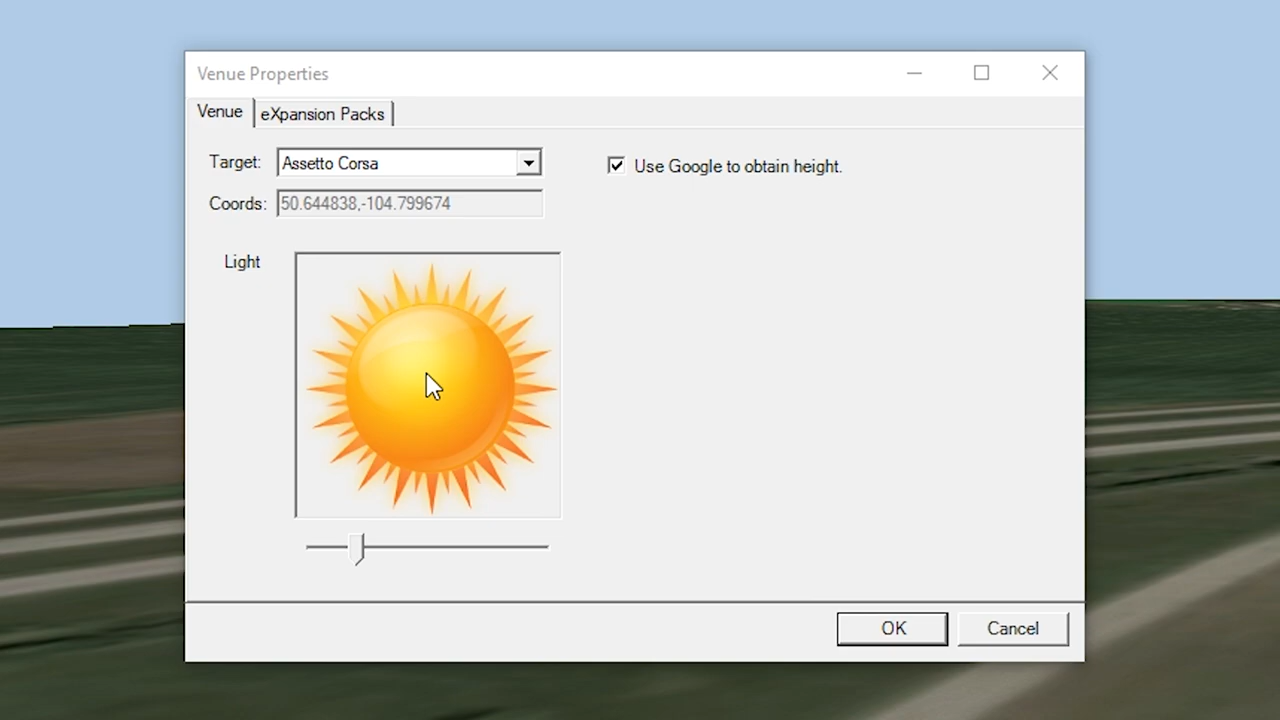 Venue Properties
Venue
eXpansion Packs
Target:
Assetto Corsa
Use Google to obtain height.
Coords:
50.644838,-104.799674
Light
OK
Cancel